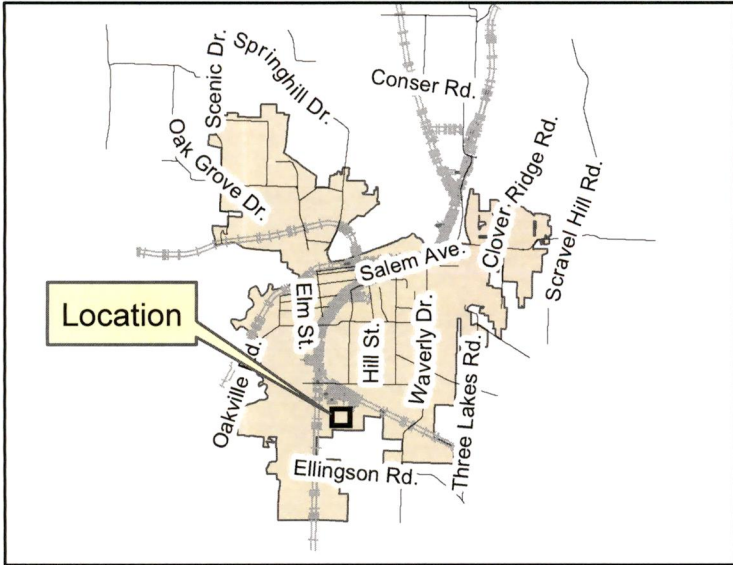 Scenic Dr.
Springhill Dr.
Conser Rd.
Oak Grove Dr.
Clover Ridge Rd.
Scravel Hill Rd.
Salem Ave.
Location
Elm St.
Hill St.
Waverly Dr.
Oakville Rd.
Three Lakes Rd.
Ellingson Rd.